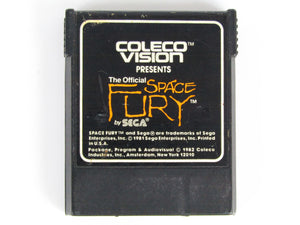 COLECO
VISION
PRESENTS
The Official
SPACE
FURY™
by SEGA®
SPACE FURY™ and Sega® are trademarks of Sega
Enterprises, Inc. © 1981 Sega Enterprises, Inc. Printed
in U.S.A.
Package, Program & Audiovisual © 1982 Coleco
Industries, Inc., Amsterdam, New York 12010